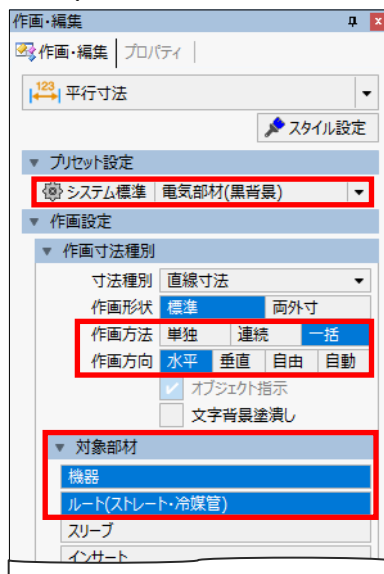 作画・編集
作画・編集 プロパティ
123 平行寸法
スタイル設定
プリセット設定
システム標準 電気部材(黒背景)
作画設定
作画寸法種別
寸法種別 直線寸法
作画形状 標準 両外寸
作画方法 単独 連続 一括
作画方向 水平 垂直 自由 自動
オブジェクト指示
文字背景塗潰し
対象部材
機器
ルート(ストレート・冷媒管)
スリーブ
インサート